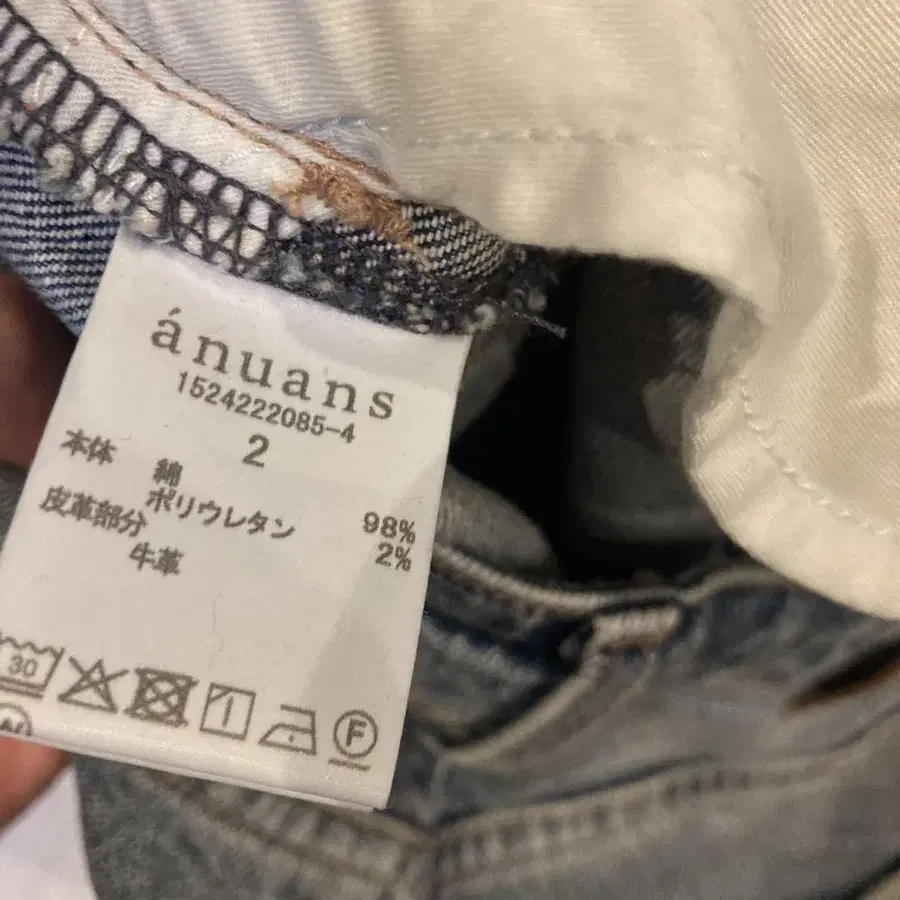 ánuans
1524222085-4
2
本体 綿 98%
ポリウレタン 2%
皮革部分
牛革
30
F